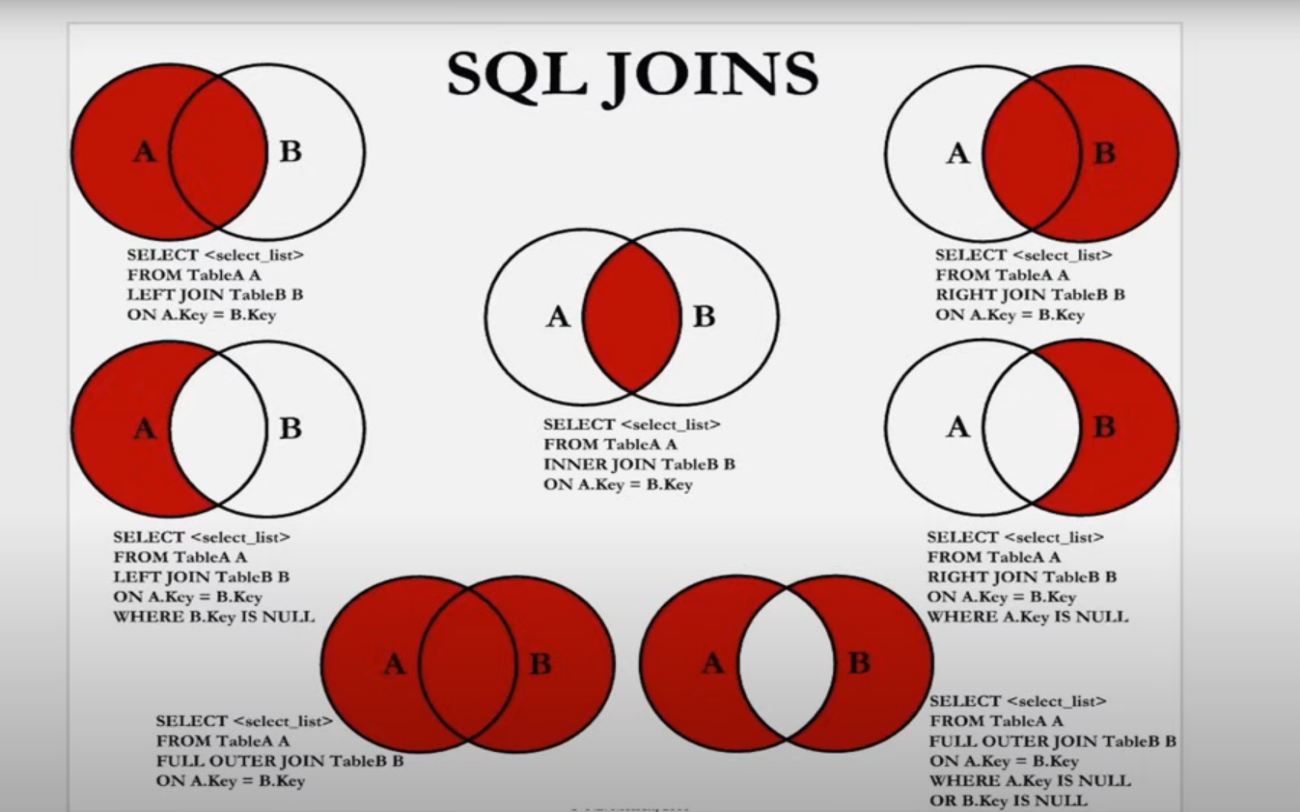 SQL JOINS
A
B
SELECT <select_list>
FROM TableA A
LEFT JOIN TableB B
ON A.Key = B.Key
A
B
SELECT <select_list>
FROM TableA A
RIGHT JOIN TableB B
ON A.Key = B.Key
A
B
SELECT <select_list>
FROM TableA A
INNER JOIN TableB B
ON A.Key = B.Key
A
B
SELECT <select_list>
FROM TableA A
LEFT JOIN TableB B
ON A.Key = B.Key
WHERE B.Key IS NULL
A
B
SELECT <select_list>
FROM TableA A
RIGHT JOIN TableB B
ON A.Key = B.Key
WHERE A.Key IS NULL
A
B
SELECT <select_list>
FROM TableA A
FULL OUTER JOIN TableB B
ON A.Key = B.Key
A
B
SELECT <select_list>
FROM TableA A
FULL OUTER JOIN TableB B
ON A.Key = B.Key
WHERE A.Key IS NULL
OR B.Key IS NULL